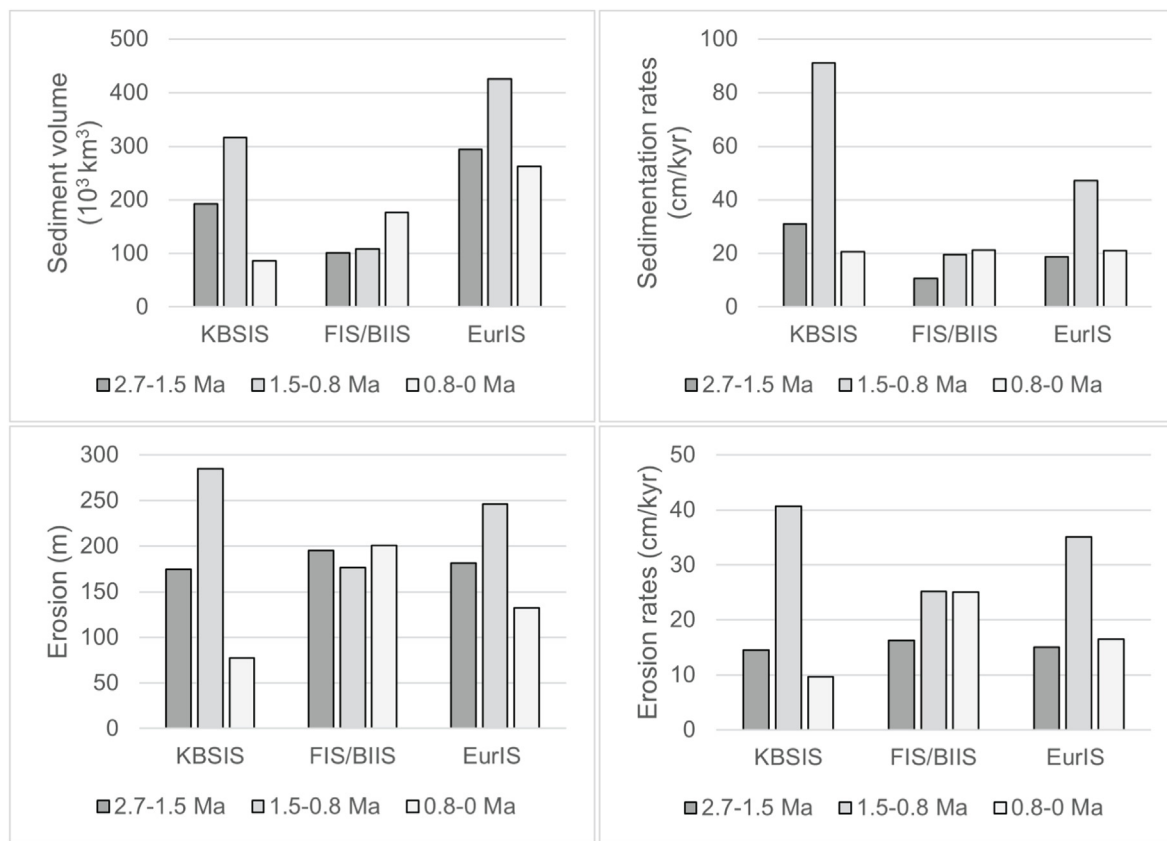 Sediment volume
(10³ km³)
500
400
300
200
100
0
KBSIS FIS/BIIS EurIS
2.7-1.5 Ma 1.5-0.8 Ma 0.8-0 Ma
Sedimentation rates
(cm/kyr)
100
80
60
40
20
0
KBSIS FIS/BIIS EurIS
2.7-1.5 Ma 1.5-0.8 Ma 0.8-0 Ma
Erosion (m)
300
250
200
150
100
50
0
KBSIS FIS/BIIS EurIS
2.7-1.5 Ma 1.5-0.8 Ma 0.8-0 Ma
Erosion rates (cm/kyr)
50
40
30
20
10
0
KBSIS FIS/BIIS EurIS
2.7-1.5 Ma 1.5-0.8 Ma 0.8-0 Ma